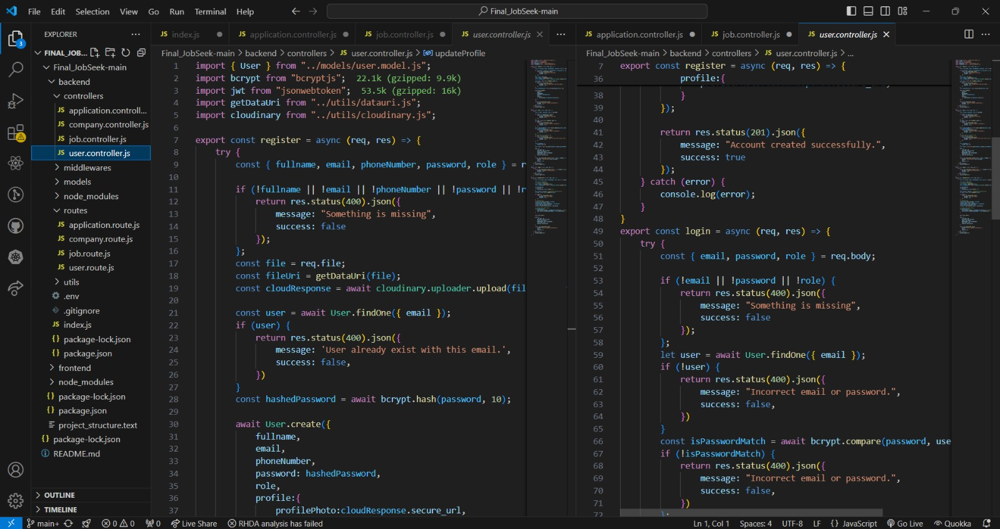 File Edit Selection View Go Run Terminal Help
Final_JobSeek-main
EXPLORER
FINAL_JOB...
Final_JobSeek-main
backend
controllers
JS application.controll...
JS company.controller.js
JS job.controller.js
JS user.controller.js
middlewares
models
node_modules
routes
JS application.route.js
JS company.route.js
JS job.route.js
JS user.route.js
utils
.env
.gitignore
JS index.js
{} package-lock.json
{} package.json
frontend
node_modules
{} package-lock.json
{} package.json
project_structure.text
{} package-lock.json
README.md
OUTLINE
TIMELINE
3
JS index.js
JS application.controller.js
JS job.controller.js
JS user.controller.js
Final_JobSeek-main > backend > controllers > JS user.controller.js > updateProfile
1 import { User } from "../models/user.model.js";
2 import bcrypt from "bcryptjs"; 22.1k (gzipped: 9.9k)
3 import jwt from "jsonwebtoken"; 53.5k (gzipped: 16k)
4 import getDataUri from "../utils/datauri.js";
5 import cloudinary from "../utils/cloudinary.js";
6
7 export const register = async (req, res) => {
8 try {
9 const { fullname, email, phoneNumber, password, role } = r
10
11 if (!fullname || !email || !phoneNumber || !password || !r
12 return res.status(400).json({
13 message: "Something is missing",
14 success: false
15 });
16 };
17 const file = req.file;
18 const fileUri = getDataUri(file);
19 const cloudResponse = await cloudinary.uploader.upload(fil
20
21 const user = await User.findOne({ email });
22 if (user) {
23 return res.status(400).json({
24 message: 'User already exist with this email.',
25 success: false,
26 })
27 }
28 const hashedPassword = await bcrypt.hash(password, 10);
29
30 await User.create({
31 fullname,
32 email,
33 phoneNumber,
34 password: hashedPassword,
35 role,
36 profile:{
37 profilePhoto:cloudResponse.secure_url,
JS application.controller.js
JS job.controller.js
JS user.controller.js
Final_JobSeek-main > backend > controllers > JS user.controller.js > ...
7 export const register = async (req, res) => {
36 profile:{
38 }
39 });
40
41 return res.status(201).json({
42 message: "Account created successfully.",
43 success: true
44 });
45 } catch (error) {
46 console.log(error);
47 }
48 }
49 export const login = async (req, res) => {
50 try {
51 const { email, password, role } = req.body;
52
53 if (!email || !password || !role) {
54 return res.status(400).json({
55 message: "Something is missing",
56 success: false
57 });
58 };
59 let user = await User.findOne({ email });
60 if (!user) {
61 return res.status(400).json({
62 message: "Incorrect email or password.",
63 success: false,
64 })
65 }
66 const isPasswordMatch = await bcrypt.compare(password, use
67 if (!isPasswordMatch) {
68 return res.status(400).json({
69 message: "Incorrect email or password.",
70 success: false,
71 })
72 };
main+ 0 0 0 Live Share RHDA analysis has failed
Ln 1, Col 1 Spaces: 4 UTF-8 LF {} JavaScript Go Live Quokka